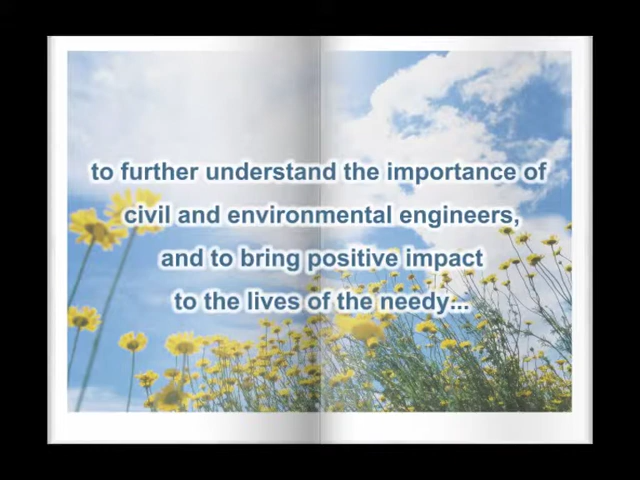 to further understand the importance of
civil and environmental engineers,
and to bring positive impact
to the lives of the needy...